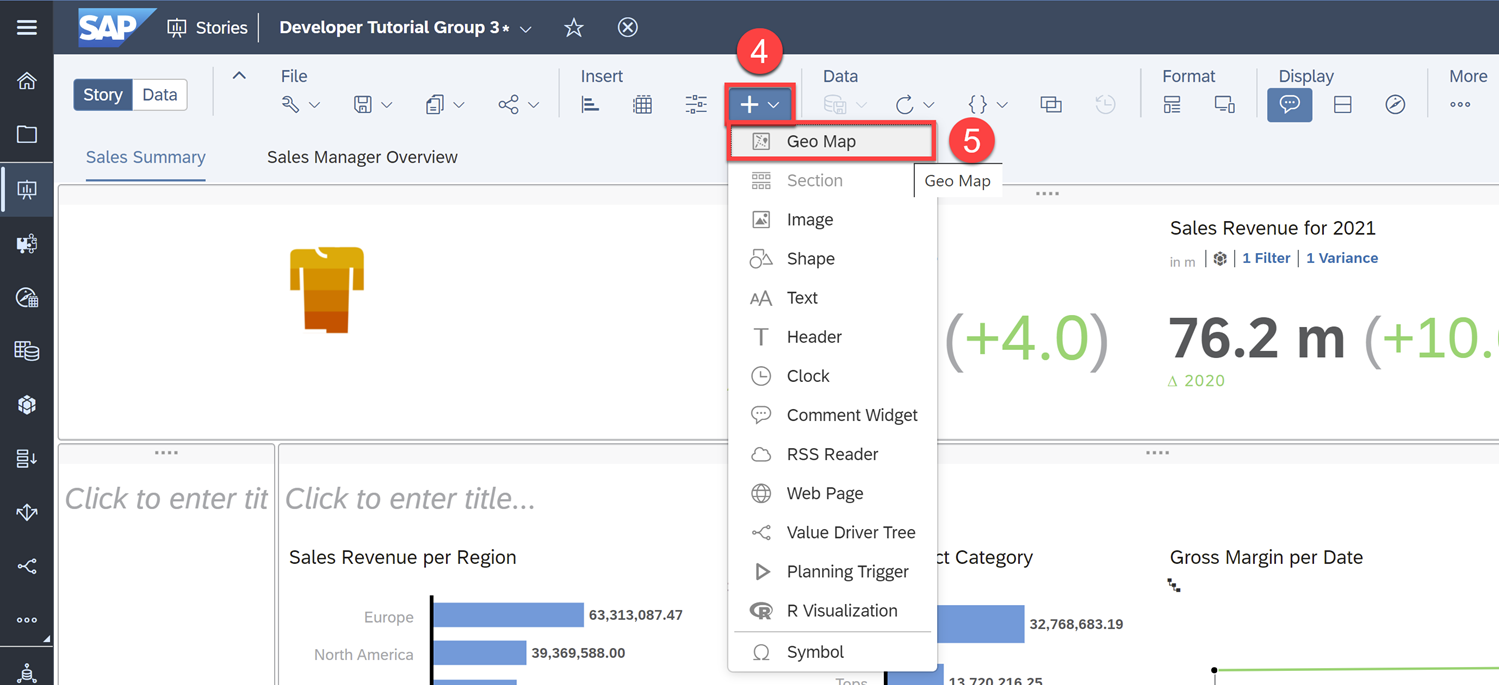 SAP Stories Developer Tutorial Group 3*
4
File Insert Data Format Display More
Story Data
Sales Summary Sales Manager Overview
Geo Map
5
Geo Map
Section
Image
Shape
Text
Header
Clock
Comment Widget
RSS Reader
Web Page
Value Driver Tree
Planning Trigger
R Visualization
Symbol
(+4.0)
Sales Revenue for 2021
in m 1 Filter 1 Variance
76.2 m (+10.
Δ 2020
Click to enter tit
Click to enter title...
Sales Revenue per Region
Europe 63,313,087.47
North America 39,369,588.00
ct Category
32,768,683.19
Tops 13,720,216.25
Gross Margin per Date